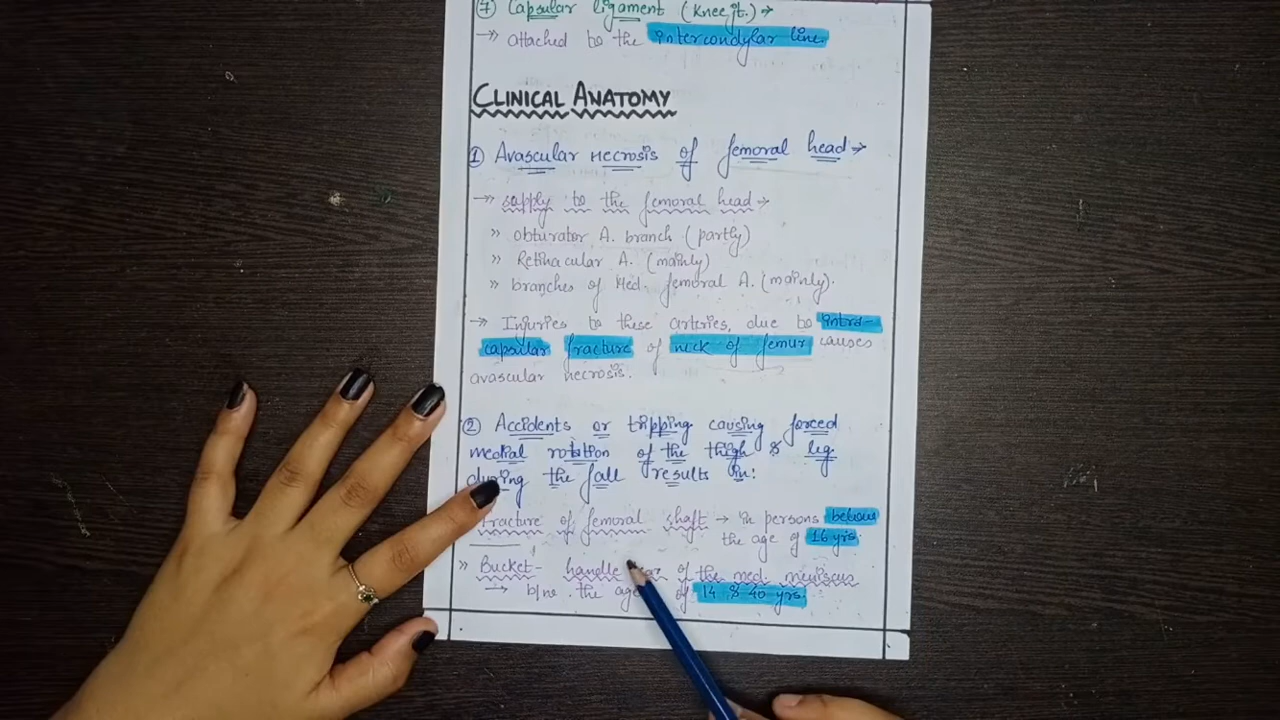 ⑦ Capsular ligament (knee jt.) →
→ attached to the intercondylar line.
CLINICAL ANATOMY
① Avascular necrosis of femoral head →
→ supply to the femoral head →
» obturator A. branch (partly)
» Retinacular A. (mainly)
» branches of Med. femoral A. (mainly).
→ Injuries to these arteries, due to intra-
capsular fracture of neck of femur causes
avascular necrosis.
② Accidents or tripping causing forced
medial rotation of the thigh & leg
during the fall results in:
Fracture of femoral shaft → in persons below
the age of 16 yrs.
» Bucket- handle of the med. meniscus
→ b/w. the age of 14 & 40 yrs.